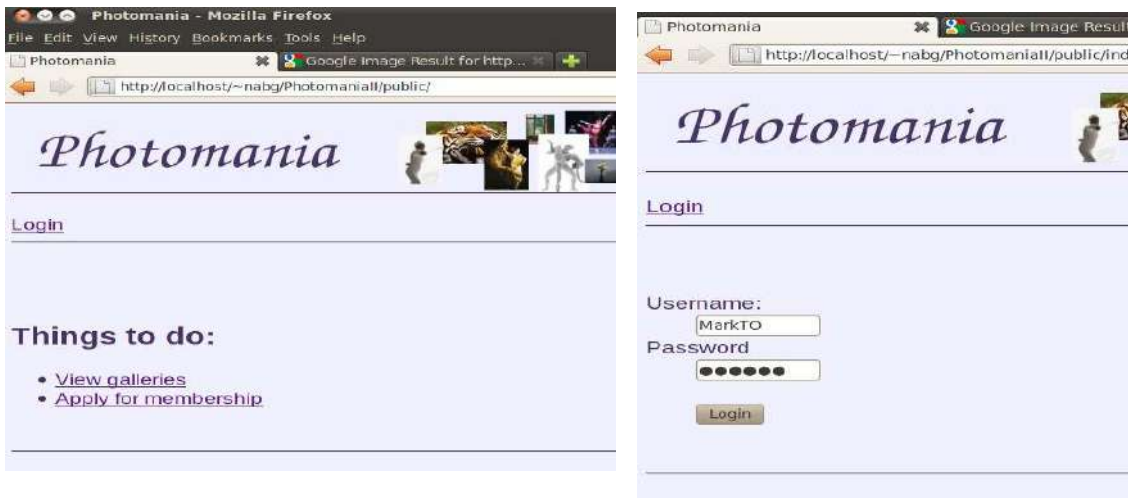 Photomania - Mozilla Firefox
File Edit View History Bookmarks Tools Help
Photomania
Google Image Result for http...
http://localhost/~nabg/PhotomaniaII/public/
Photomania
Login
Things to do:
View galleries
Apply for membership
Photomania
Google Image Result
http://localhost/~nabg/PhotomaniaII/public/ind
Photomania
Login
Username:
MarkTO
Password
Login